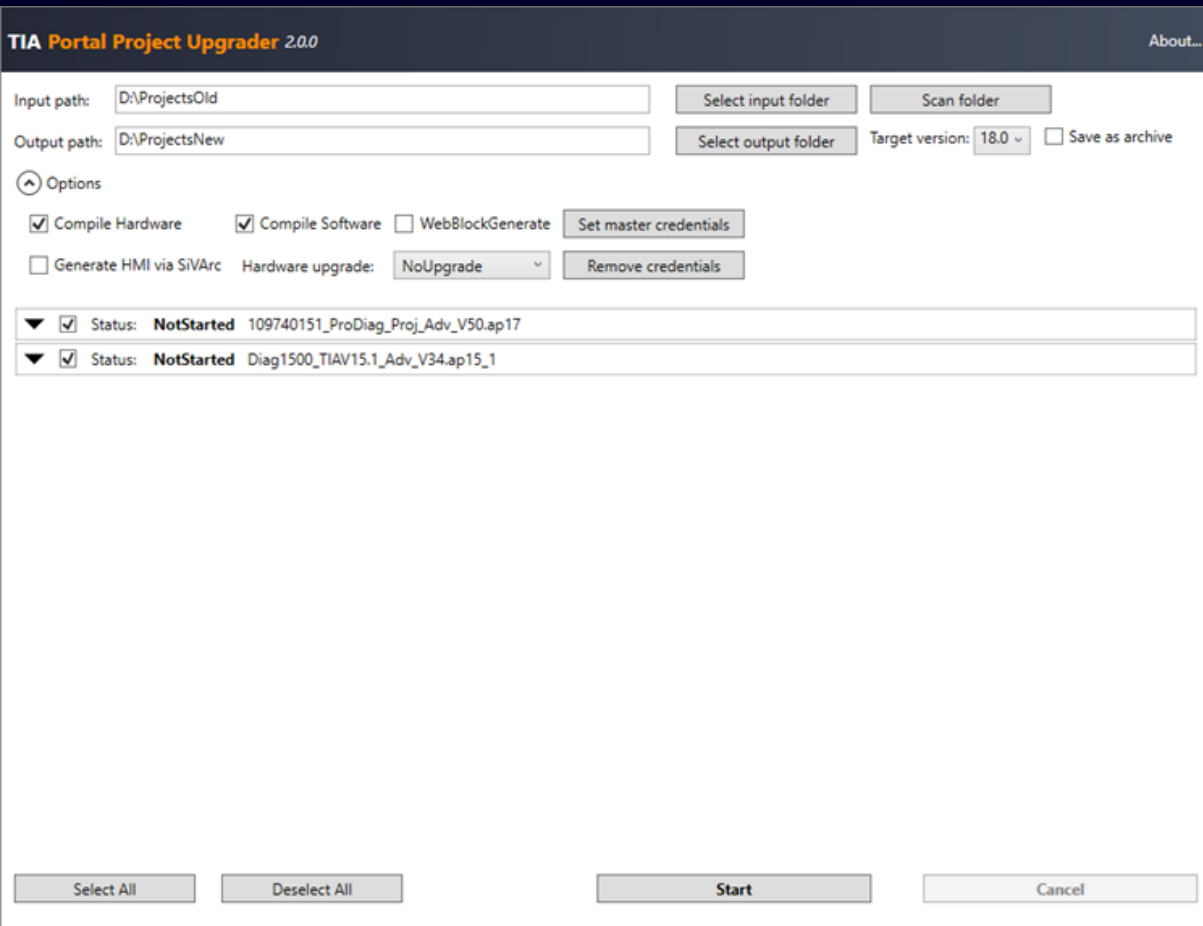 TIA Portal Project Upgrader 2.0.0 About...
Input path: D:\ProjectsOld Select input folder Scan folder
Output path: D:\ProjectsNew Select output folder Target version: 18.0 Save as archive
Options
Compile Hardware Compile Software WebBlockGenerate Set master credentials
Generate HMI via SiVArc Hardware upgrade: NoUpgrade Remove credentials
Status: NotStarted 109740151_ProDiag_Proj_Adv_V50.ap17
Status: NotStarted Diag1500_TIAV15.1_Adv_V34.ap15_1
Select All Deselect All Start Cancel